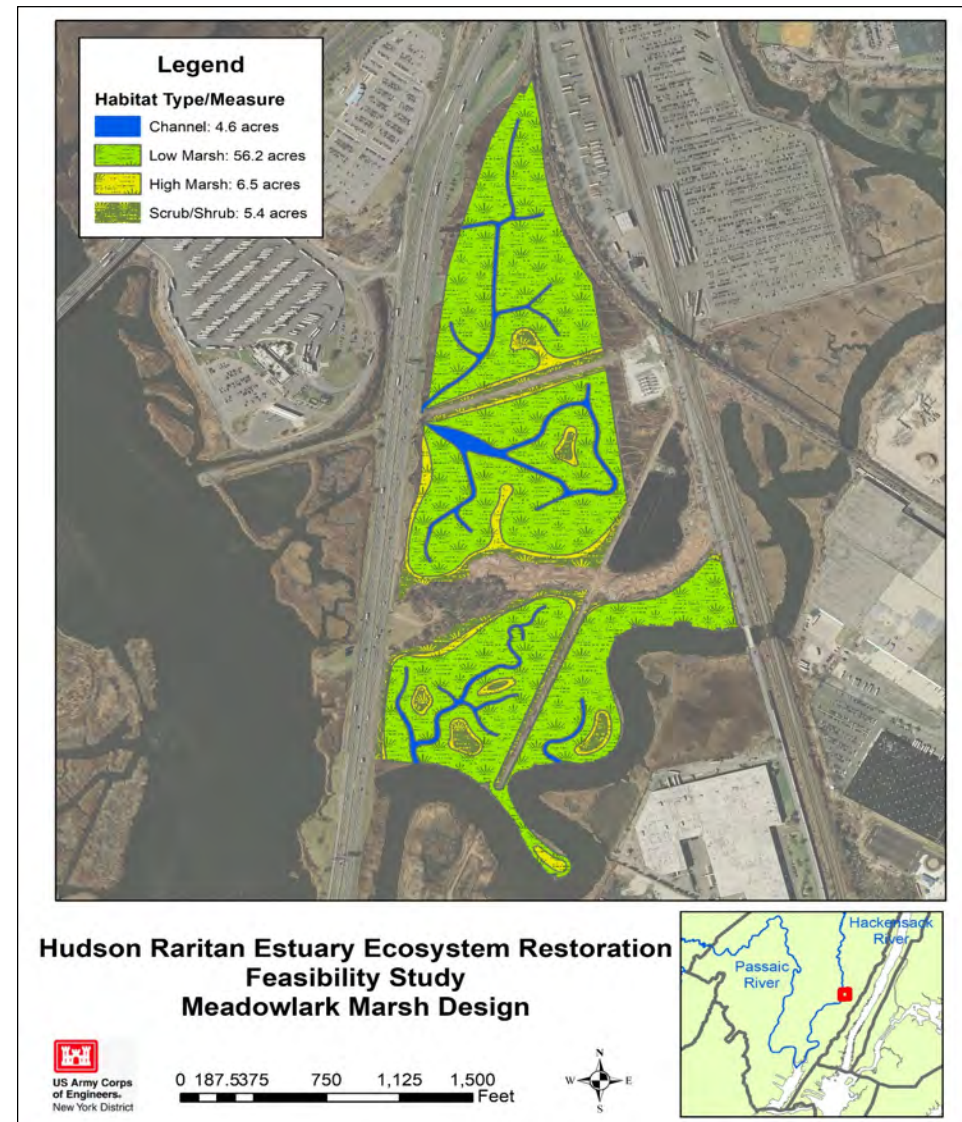 Legend
Habitat Type/Measure
Channel: 4.6 acres
Low Marsh: 56.2 acres
High Marsh: 6.5 acres
Scrub/Shrub: 5.4 acres
Hudson Raritan Estuary Ecosystem Restoration
Feasibility Study
Meadowlark Marsh Design
US Army Corps
of Engineers®
New York District
0 187.5375 750 1,125 1,500
Feet
N
W E
S
Hackensack
River
Passaic
River